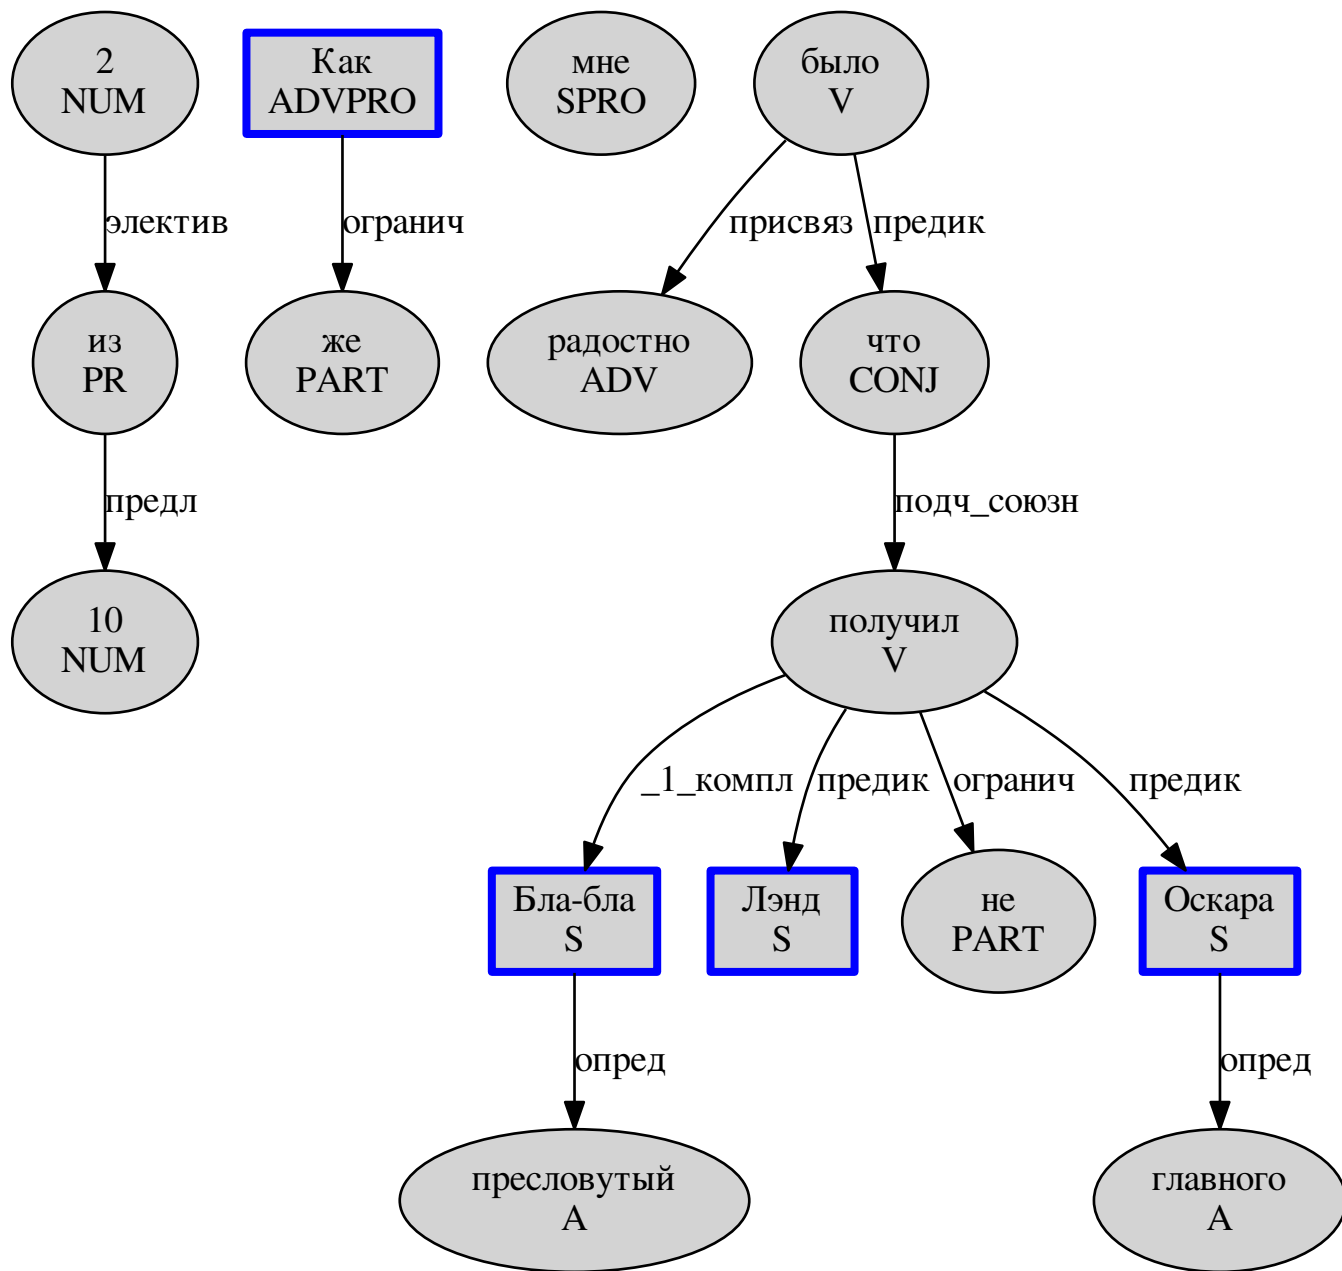 2
NUM
Как
ADVPRO
мне
SPRO
было
V
электив
огранич
присвяз
предик
из
PR
же
PART
радостно
ADV
что
CONJ
предл
подч_союзн
10
NUM
получил
V
_1_компл
предик
огранич
предик
Бла-бла
S
Лэнд
S
не
PART
Оскара
S
опред
опред
пресловутый
A
главного
A